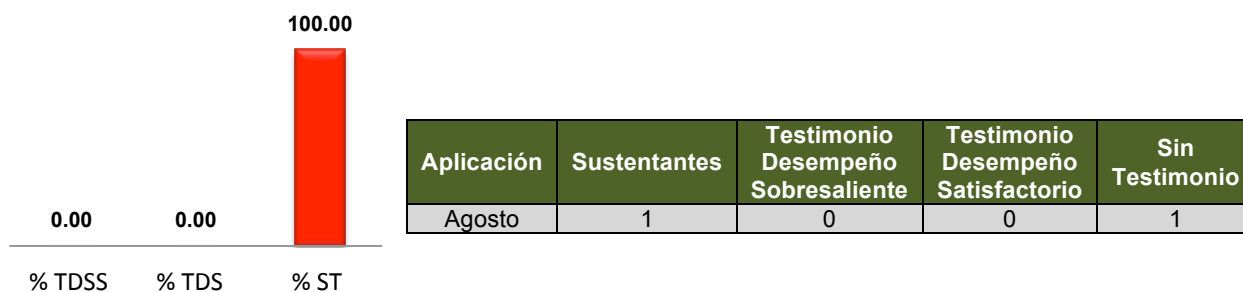 100.00
0.00 0.00
% TDSS % TDS % ST
Aplicación Sustentantes Testimonio Desempeño Sobresaliente Testimonio Desempeño Satisfactorio Sin Testimonio
Agosto 1 0 0 1